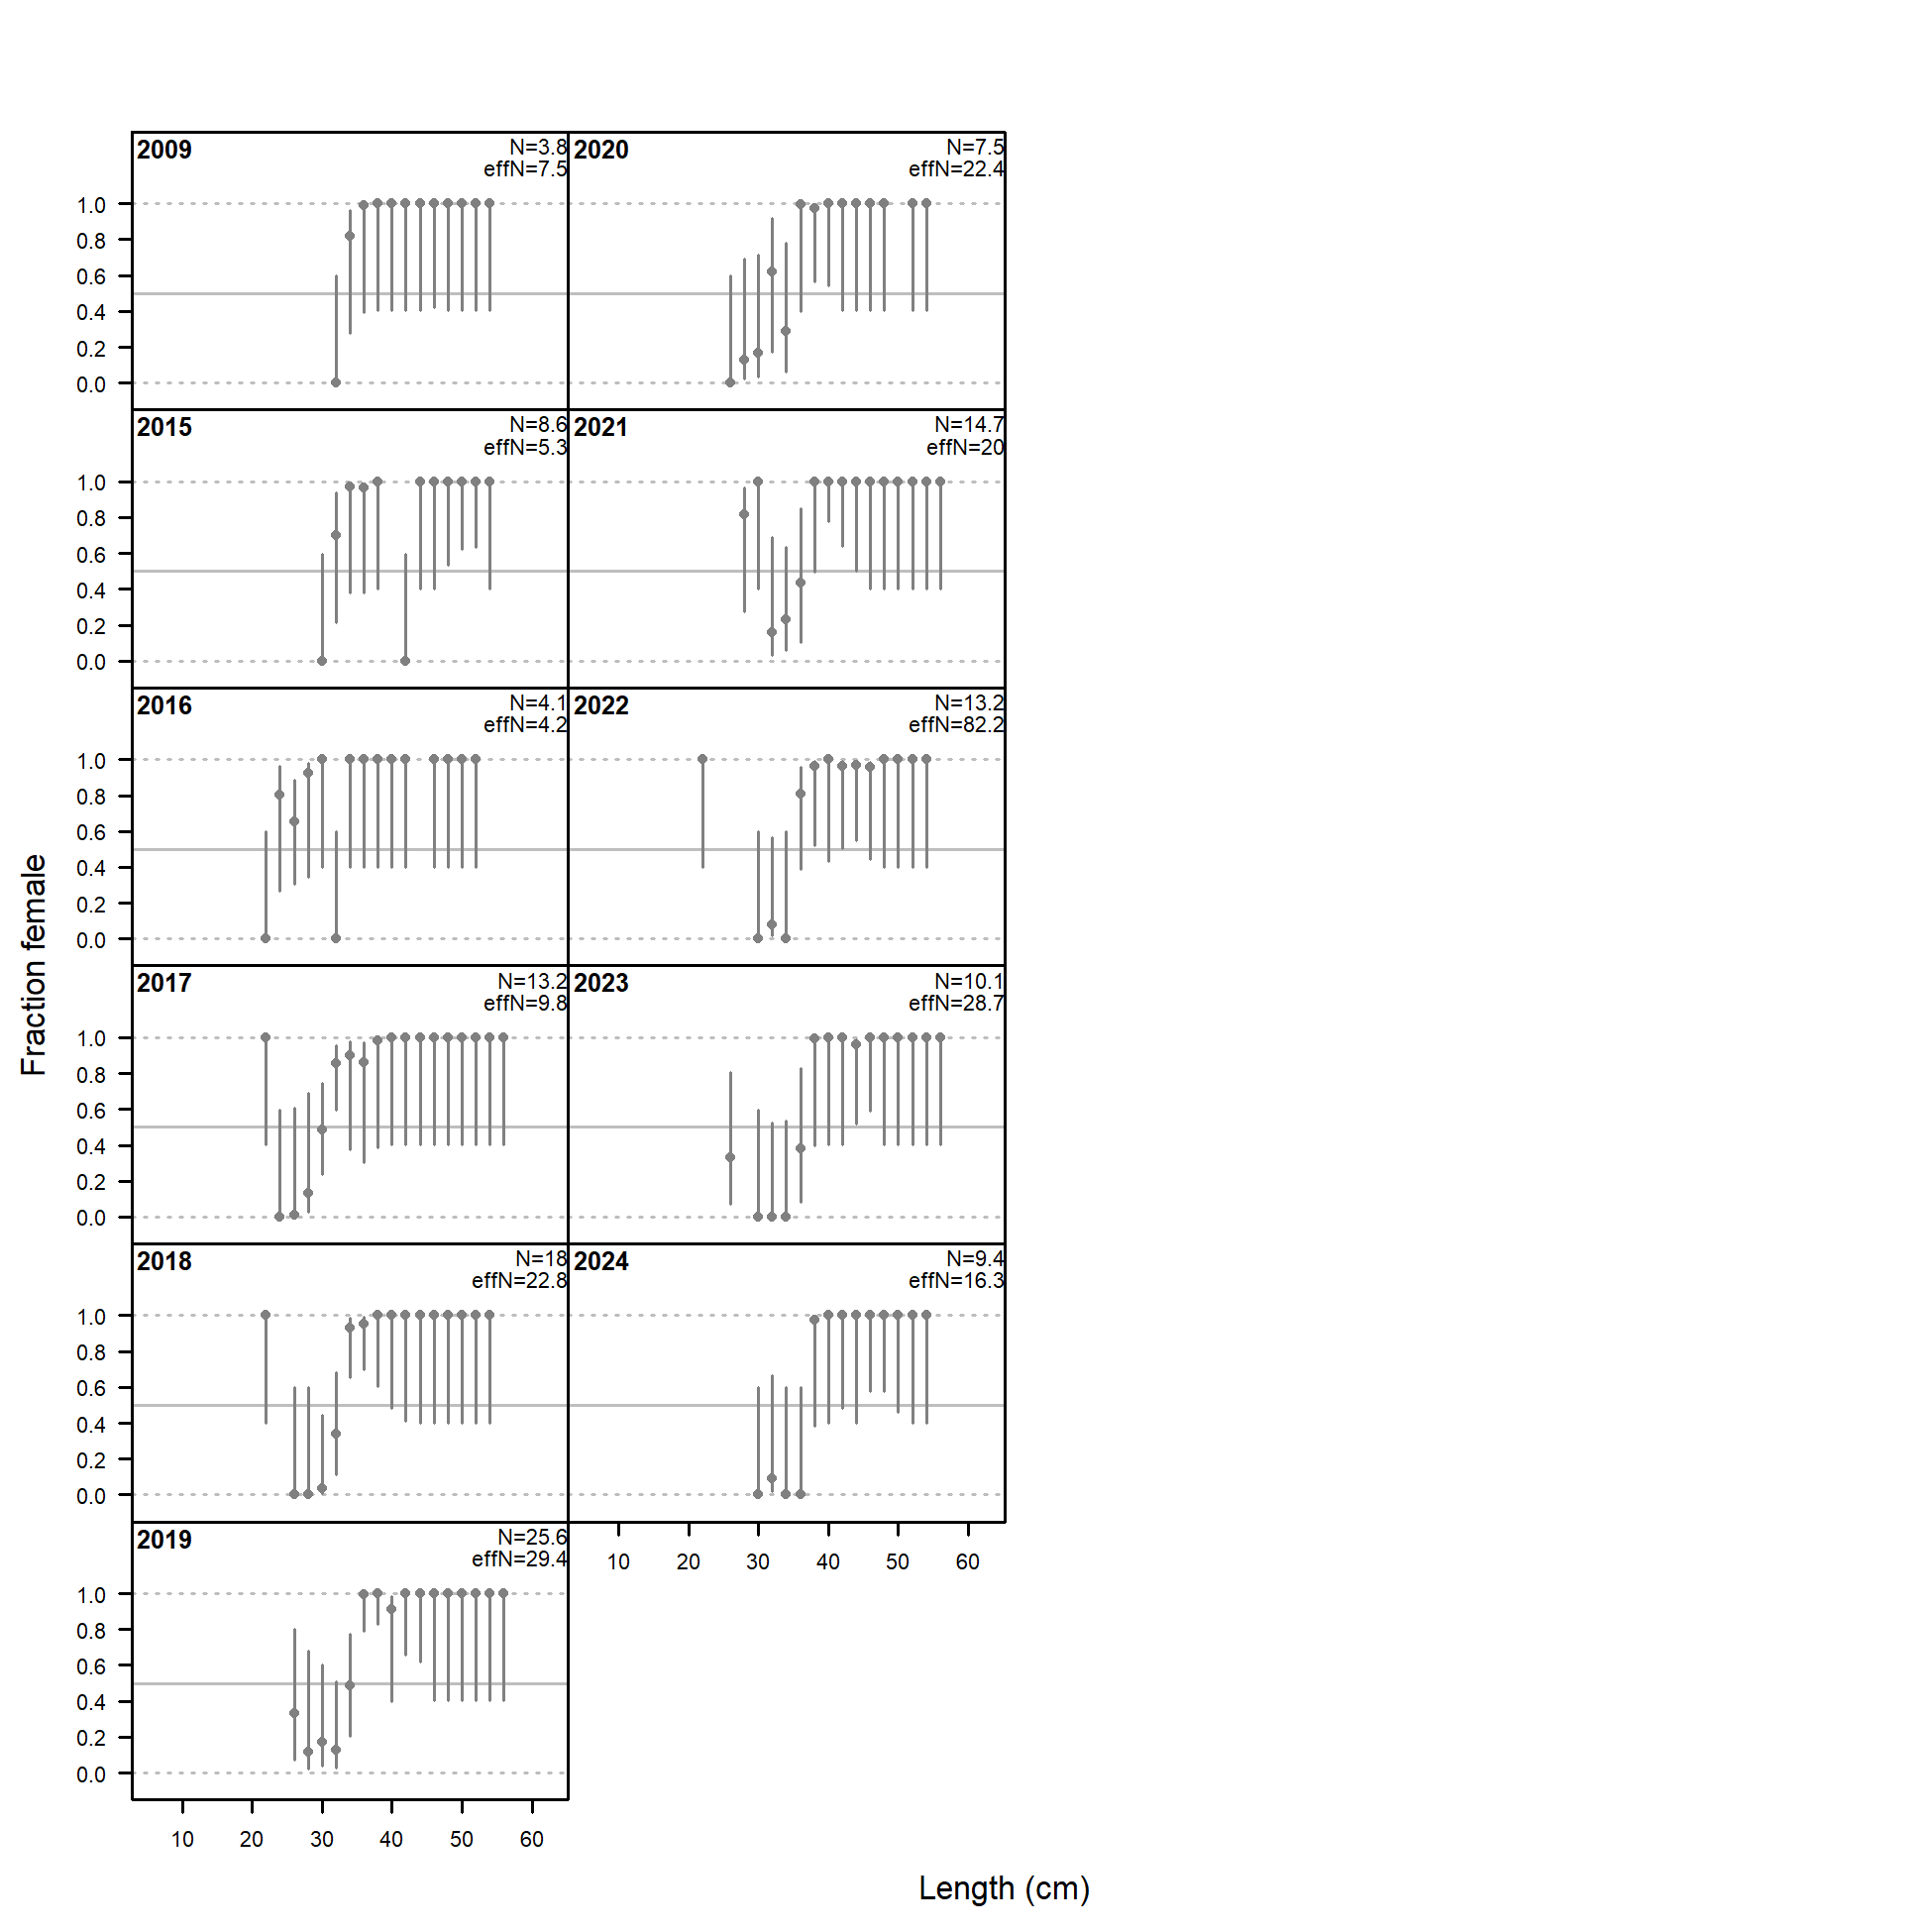 2009
N=3.8
effN=7.5
1.0
0.8
0.6
0.4
0.2
0.0
2020
N=7.5
effN=22.4
2015
N=8.6
effN=5.3
1.0
0.8
0.6
0.4
0.2
0.0
2021
N=14.7
effN=20
2016
N=4.1
effN=4.2
1.0
0.8
0.6
0.4
0.2
0.0
2022
N=13.2
effN=82.2
2017
N=13.2
effN=9.8
1.0
0.8
0.6
0.4
0.2
0.0
2023
N=10.1
effN=28.7
2018
N=18
effN=22.8
1.0
0.8
0.6
0.4
0.2
0.0
2024
N=9.4
effN=16.3
10 20 30 40 50 60
2019
N=25.6
effN=29.4
1.0
0.8
0.6
0.4
0.2
0.0
10 20 30 40 50 60
Fraction female
Length (cm)